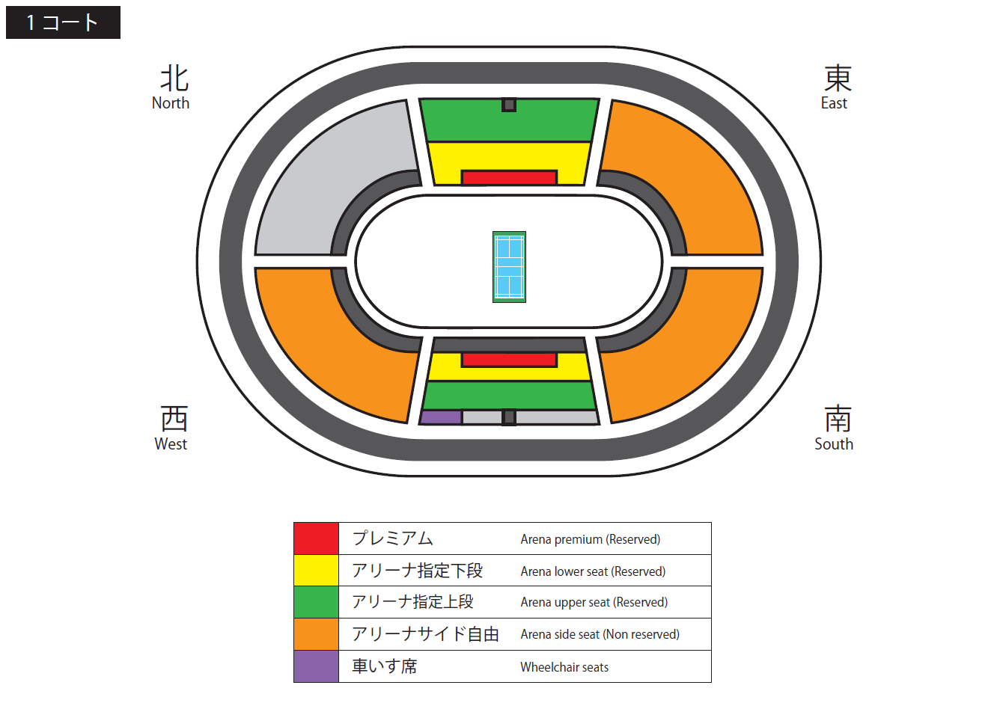 1 コート
北
North
東
East
西
West
南
South
プレミアム Arena premium (Reserved)
アリーナ指定下段 Arena lower seat (Reserved)
アリーナ指定上段 Arena upper seat (Reserved)
アリーナサイド自由 Arena side seat (Non reserved)
車いす席 Wheelchair seats